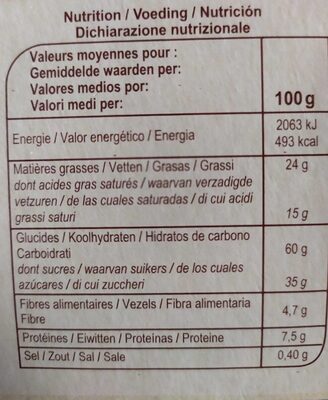 Nutrition / Voeding / Nutrición
Dichiarazione nutrizionale
Valeurs moyennes pour :
Gemiddelde waarden per:
Valores medios por:
Valori medi per:
100 g
Energie / Valor energético / Energia
2063 kJ
493 kcal
Matières grasses / Vetten / Grasas / Grassi
24 g
dont acides gras saturés / waarvan verzadigde
vetzuren / de las cuales saturadas / di cui acidi
grassi saturi
15 g
Glucides / Koolhydraten / Hidratos de carbono
Carboidrati
60 g
dont sucres / waarvan suikers / de los cuales
azúcares / di cui zuccheri
35 g
Fibres alimentaires / Vezels / Fibra alimentaria
Fibre
4,7 g
Protéines / Eiwitten / Proteínas / Proteine
7,5 g
Sel / Zout / Sal / Sale
0,40 g